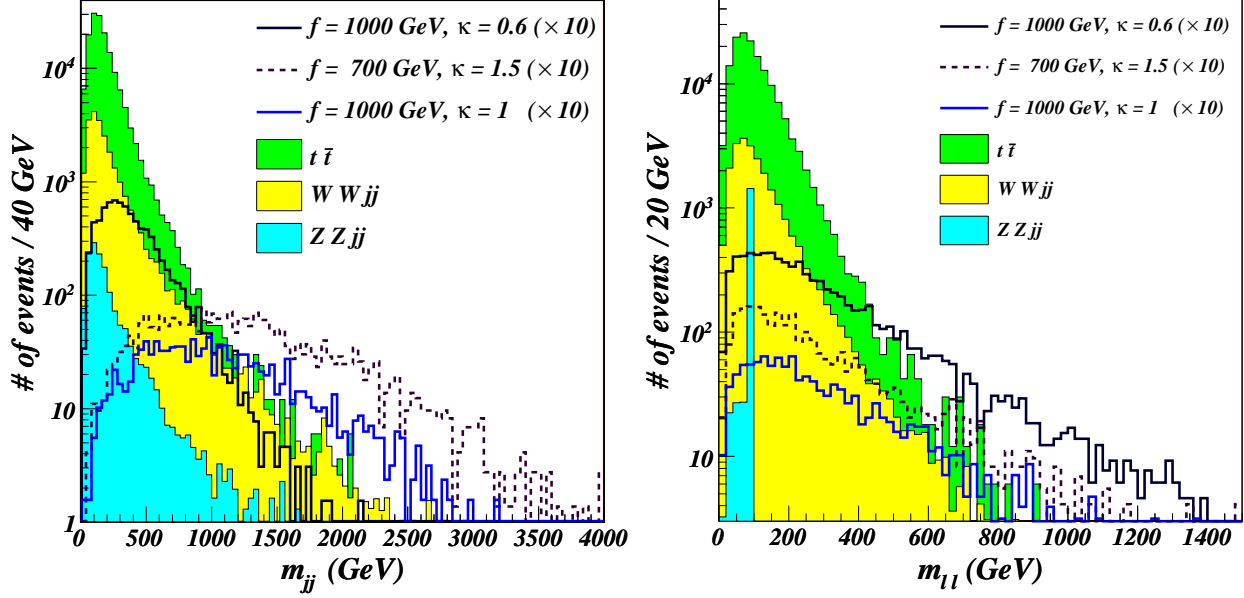 f = 1000 GeV, κ = 0.6 (× 10)
f = 700 GeV, κ = 1.5 (× 10)
f = 1000 GeV, κ = 1 (× 10)
t t̄
W W jj
Z Z jj
# of events / 40 GeV
10⁴
10³
10²
10
1
0 500 1000 1500 2000 2500 3000 3500 4000
m_jj (GeV)
f = 1000 GeV, κ = 0.6 (× 10)
f = 700 GeV, κ = 1.5 (× 10)
f = 1000 GeV, κ = 1 (× 10)
t t̄
W W jj
Z Z jj
# of events / 20 GeV
10⁴
10³
10²
10
0 200 400 600 800 1000 1200 1400
m_l l (GeV)